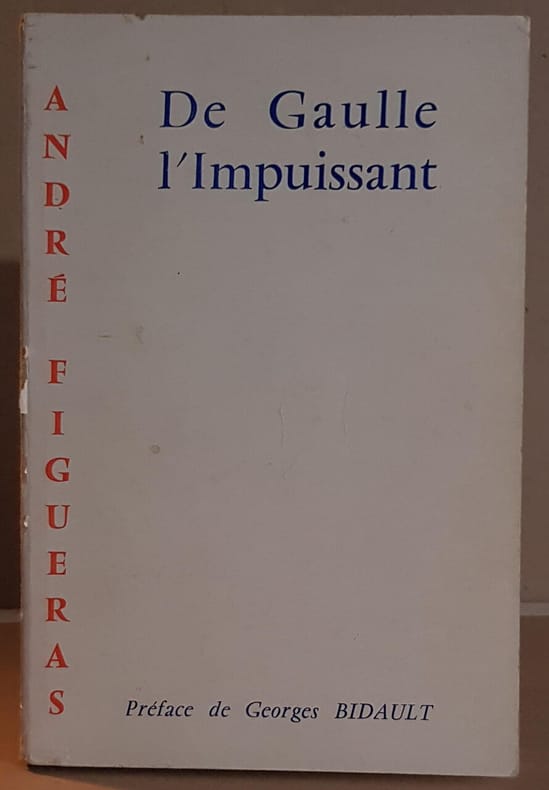 ANDRÉ FIGUERAS
De Gaulle
l'Impuissant
Préface de Georges BIDAULT